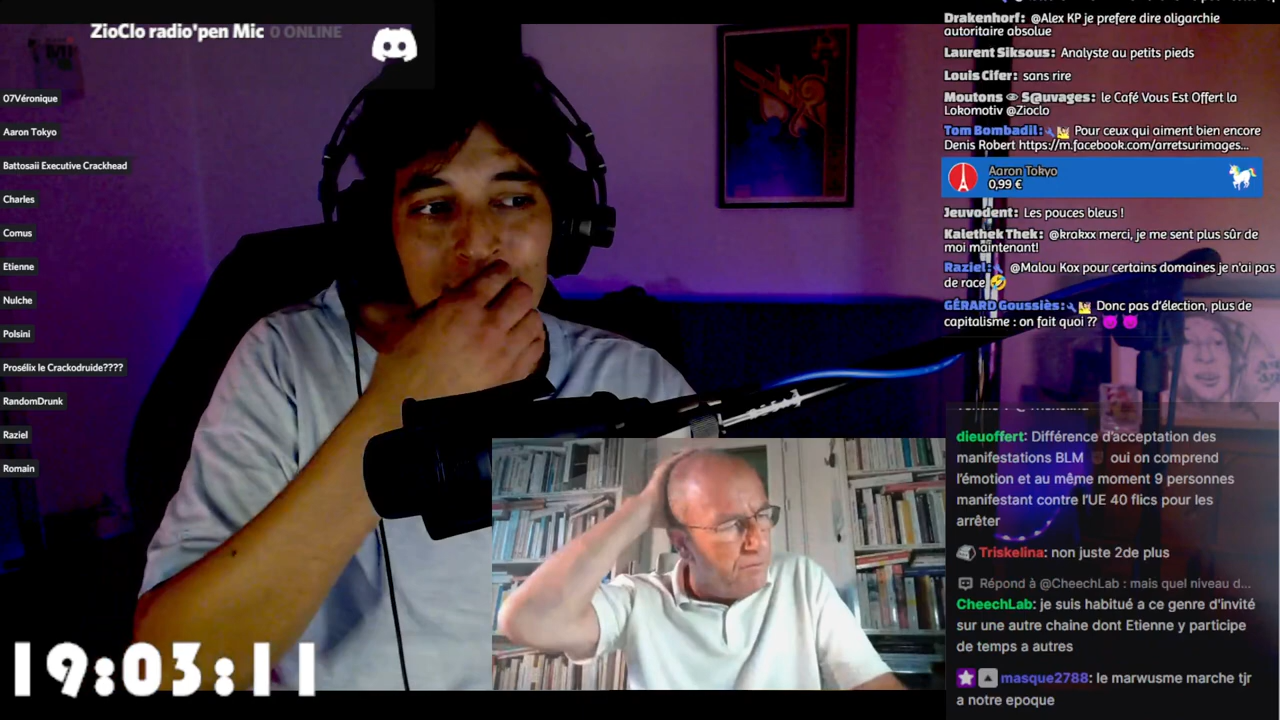 ZioClo radio'pen Mic 0 ONLINE
07Véronique
Aaron Tokyo
Battosaii Executive Crackhead
Charles
Comus
Etienne
Nulche
Polsini
Prosélix le Crackodruide????
RandomDrunk
Raziel
Romain
19:03:11
Drakenhorf: @Alex KP je prefere dire oligarchie
autoritaire absolue
Laurent Siksous: Analyste au petits pieds
Louis Cifer: sans rire
Moutons S@uvages: le Café Vous Est Offert la
Lokomotiv @Zioclo
Tom Bombadil: Pour ceux qui aiment bien encore
Denis Robert https://m.facebook.com/arretsurimages...
Aaron Tokyo
0,99 €
Jeuvodent: Les pouces bleus !
Kalethek Thek: @krakxx merci, je me sent plus sûr de
moi maintenant!
Raziel: @Malou Kox pour certains domaines je n'ai pas
de race 🤣
GÉRARD Goussiès: Donc pas d'élection, plus de
capitalisme : on fait quoi ?? 😈 😈
dieuoffert: Différence d'acceptation des
manifestations BLM oui on comprend
l'émotion et au même moment 9 personnes
manifestant contre l'UE 40 flics pour les
arrêter
Triskelina: non juste 2de plus
Répond à @CheechLab : mais quel niveau d...
CheechLab: je suis habitué a ce genre d'invité
sur une autre chaine dont Etienne y participe
de temps a autres
masque2788: le marwusme marche tjr
a notre epoque